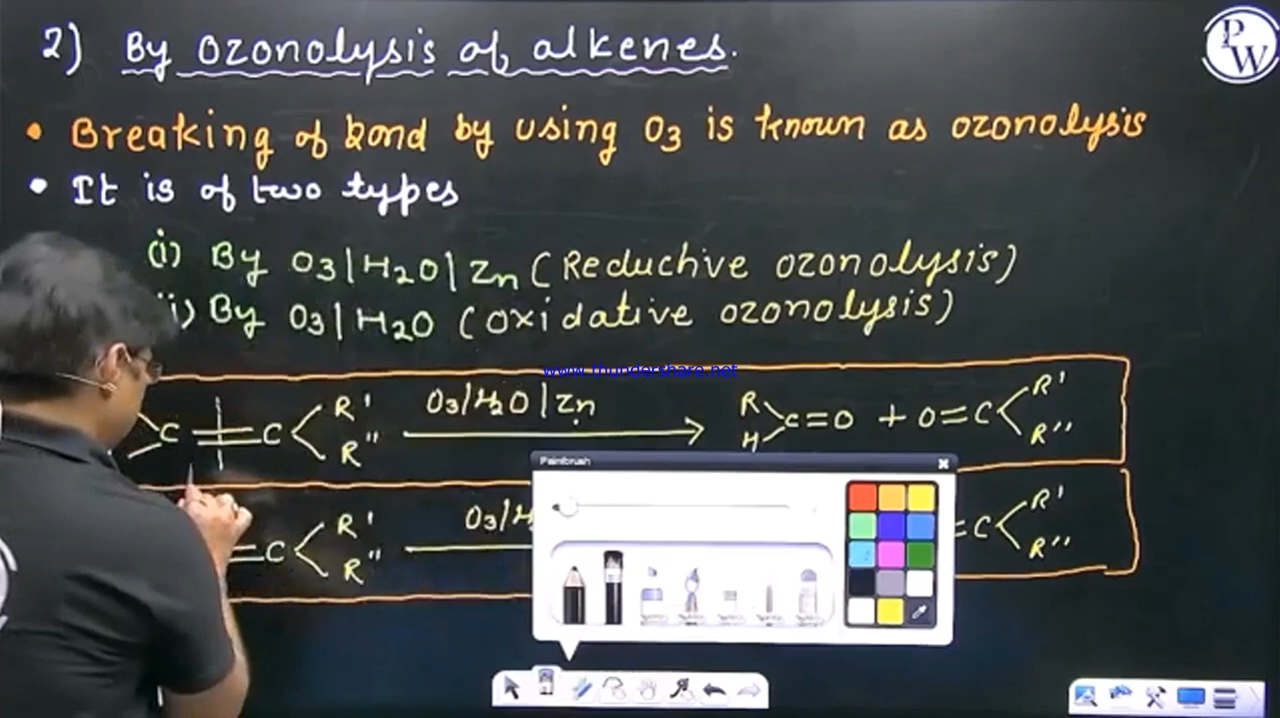 2) By Ozonolysis of alkenes.
PW
• Breaking of bond by using O3 is known as ozonolysis
• It is of two types
(i) By O3|H2O|Zn (Reductive ozonolysis)
i) By O3|H2O (Oxidative ozonolysis)
www.thundershare.net
C=C R' R" O3/H2O|Zn R H C=O + O=C R' R"
Paintbrush
=C R' R" O3/H =C R' R"